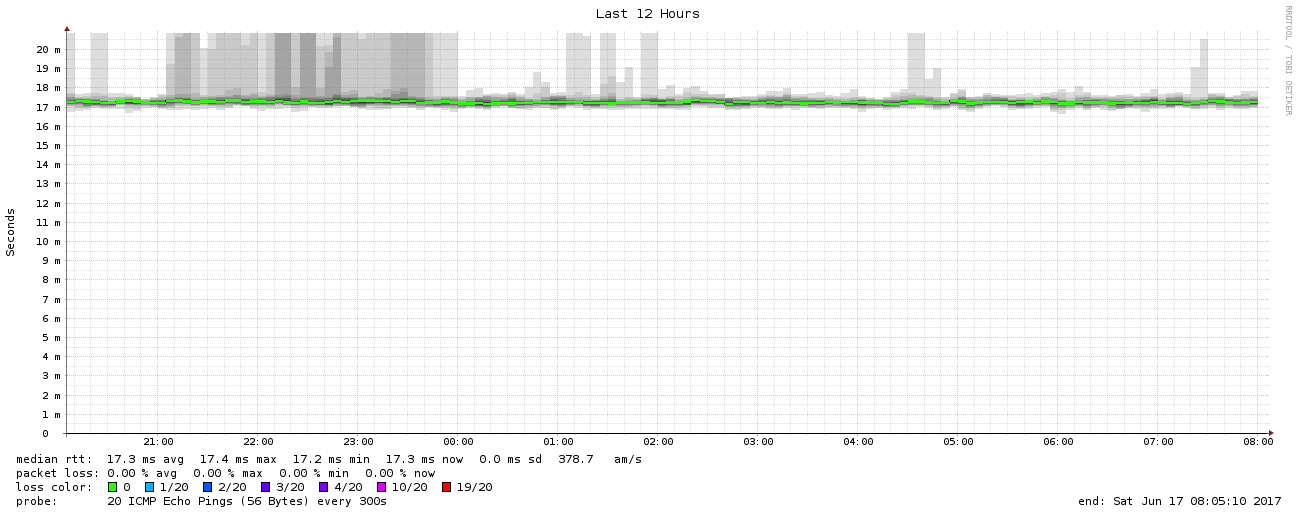 Last 12 Hours
RRDTOOL / TOBI OETIKER
Seconds
20 m
19 m
18 m
17 m
16 m
15 m
14 m
13 m
12 m
11 m
10 m
9 m
8 m
7 m
6 m
5 m
4 m
3 m
2 m
1 m
0
21:00 22:00 23:00 00:00 01:00 02:00 03:00 04:00 05:00 06:00 07:00 08:00
median rtt: 17.3 ms avg 17.4 ms max 17.2 ms min 17.3 ms now 0.0 ms sd 378.7 am/s
packet loss: 0.00 % avg 0.00 % max 0.00 % min 0.00 % now
loss color: 0 1/20 2/20 3/20 4/20 10/20 19/20
probe: 20 ICMP Echo Pings (56 Bytes) every 300s end: Sat Jun 17 08:05:10 2017